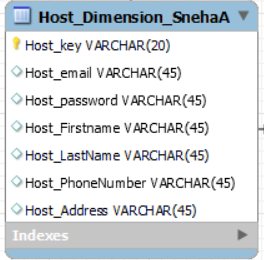 Host_Dimension_SnehaA
Host_key VARCHAR(20)
Host_email VARCHAR(45)
Host_password VARCHAR(45)
Host_Firstname VARCHAR(45)
Host_LastName VARCHAR(45)
Host_PhoneNumber VARCHAR(45)
Host_Address VARCHAR(45)
Indexes